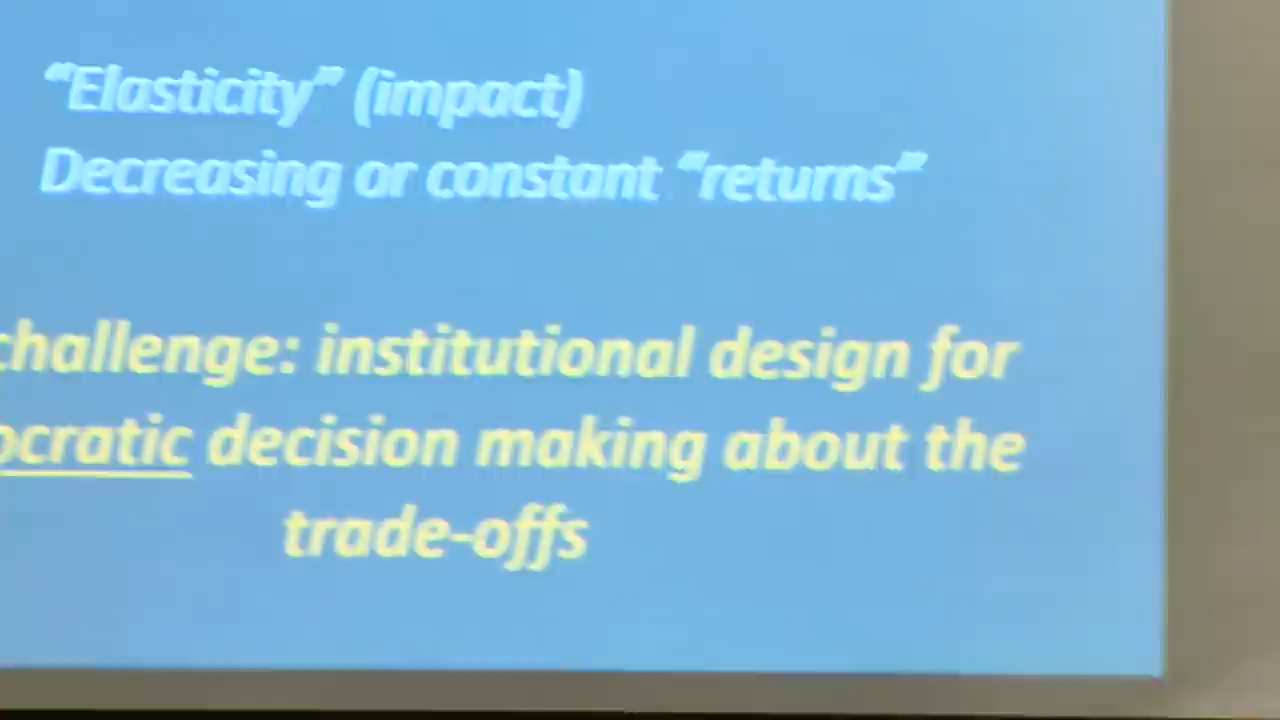 “Elasticity” (impact)
Decreasing or constant “returns”
challenge: institutional design for
ocratic decision making about the
trade-offs